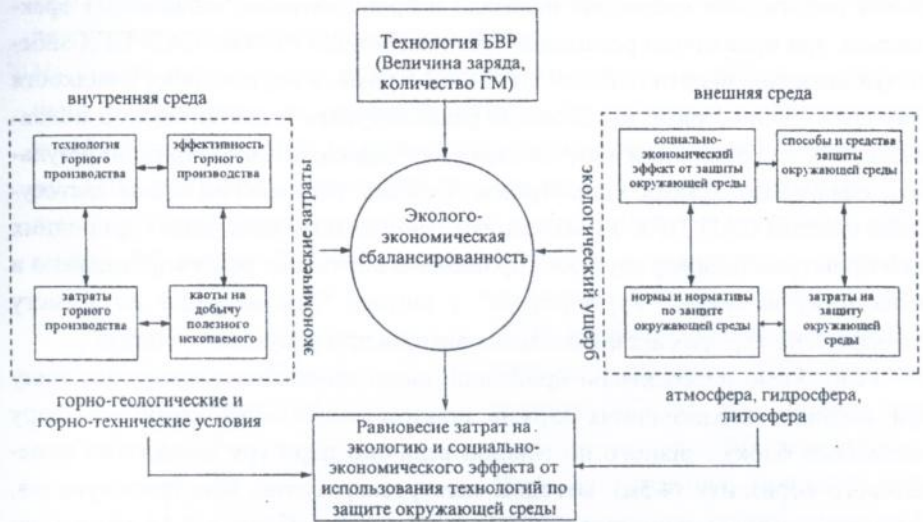 Технология БВР
(Величина заряда,
количество ГМ)
внутренняя среда
технология
горного
производства
эффективность
горного
производства
затраты
горного
производства
квоты на
добычу
полезного
ископаемого
экономические затраты
горно-геологические и
горно-технические условия
Эколого-
экономическая
сбалансированность
внешняя среда
социально-
экономический
эффект от защиты
окружающей среды
способы и средства
защиты
окружающей среды
нормы и нормативы
по защите
окружающей среды
затраты на
защиту
окружающей
среды
экологический ущерб
атмосфера, гидросфера,
литосфера
Равновесие затрат на
экологию и социально-
экономического эффекта от
использования технологий по
защите окружающей среды